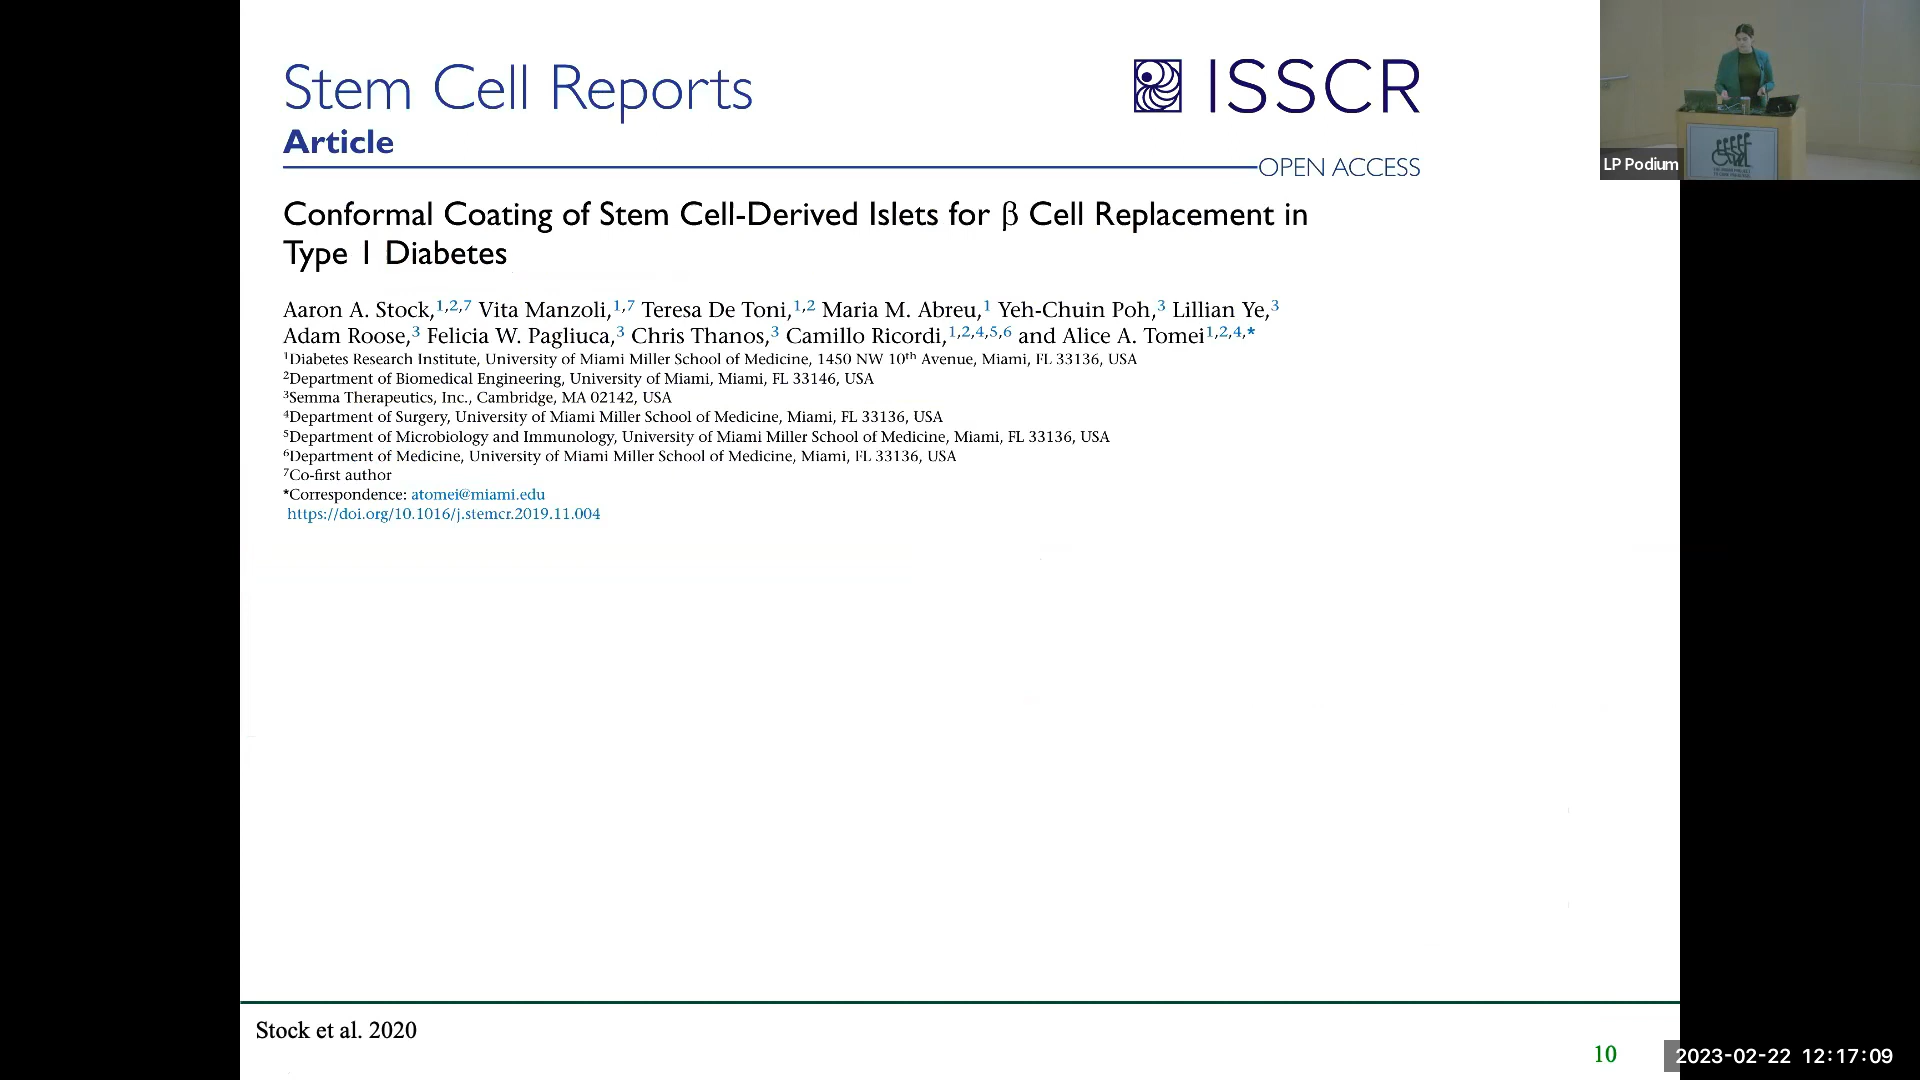 Stem Cell Reports
ISSCR
Article
OPEN ACCESS
Conformal Coating of Stem Cell-Derived Islets for β Cell Replacement in
Type 1 Diabetes
Aaron A. Stock,1,2,7 Vita Manzoli,1,7 Teresa De Toni,1,2 Maria M. Abreu,1 Yeh-Chuin Poh,3 Lillian Ye,3
Adam Roose,3 Felicia W. Pagliuca,3 Chris Thanos,3 Camillo Ricordi,1,2,4,5,6 and Alice A. Tomei1,2,4,*
1Diabetes Research Institute, University of Miami Miller School of Medicine, 1450 NW 10th Avenue, Miami, FL 33136, USA
2Department of Biomedical Engineering, University of Miami, Miami, FL 33146, USA
3Semma Therapeutics, Inc., Cambridge, MA 02142, USA
4Department of Surgery, University of Miami Miller School of Medicine, Miami, FL 33136, USA
5Department of Microbiology and Immunology, University of Miami Miller School of Medicine, Miami, FL 33136, USA
6Department of Medicine, University of Miami Miller School of Medicine, Miami, FL 33136, USA
7Co-first author
*Correspondence: atomei@miami.edu
https://doi.org/10.1016/j.stemcr.2019.11.004
Stock et al. 2020
10
LP Podium
2023-02-22 12:17:09